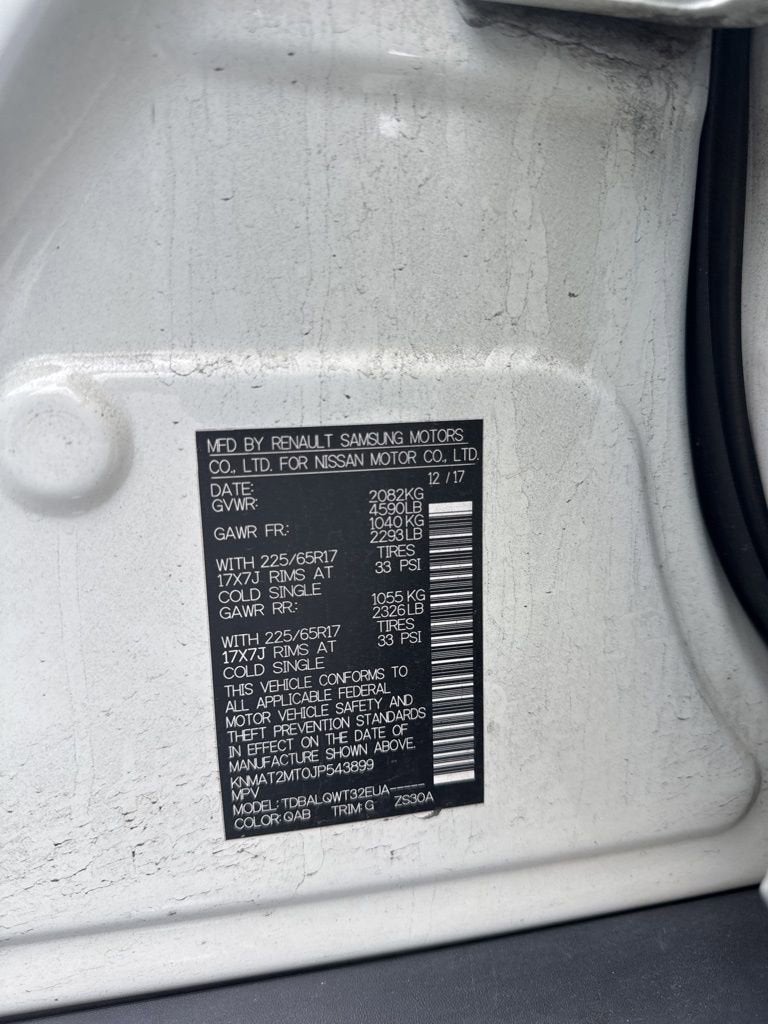 MFD BY RENAULT SAMSUNG MOTORS
CO., LTD. FOR NISSAN MOTOR CO., LTD.
DATE: 12 / 17
GVWR: 2082KG
4590LB
GAWR FR.: 1040 KG
2293 LB
WITH 225/65R17 TIRES
17X7J RIMS AT 33 PSI
COLD SINGLE
GAWR RR.: 1055 KG
2326 LB
WITH 225/65R17 TIRES
17X7J RIMS AT 33 PSI
COLD SINGLE
THIS VEHICLE CONFORMS TO
ALL APPLICABLE FEDERAL
MOTOR VEHICLE SAFETY AND
THEFT PREVENTION STANDARDS
IN EFFECT ON THE DATE OF
MANUFACTURE SHOWN ABOVE.
KNMAT2MT0JP543899
MPV
MODEL: TDBALQWT32EUA-----
COLOR: QAB TRIM: G ZS30A